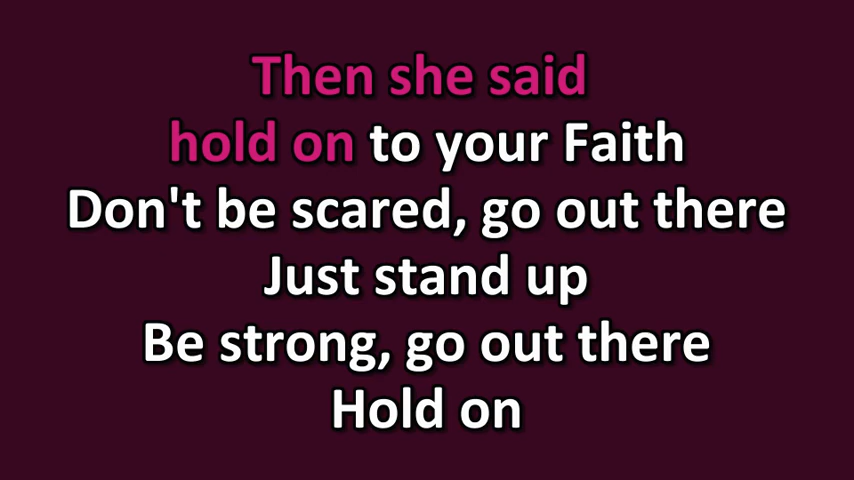 Then she said
hold on to your Faith
Don't be scared, go out there
Just stand up
Be strong, go out there
Hold on